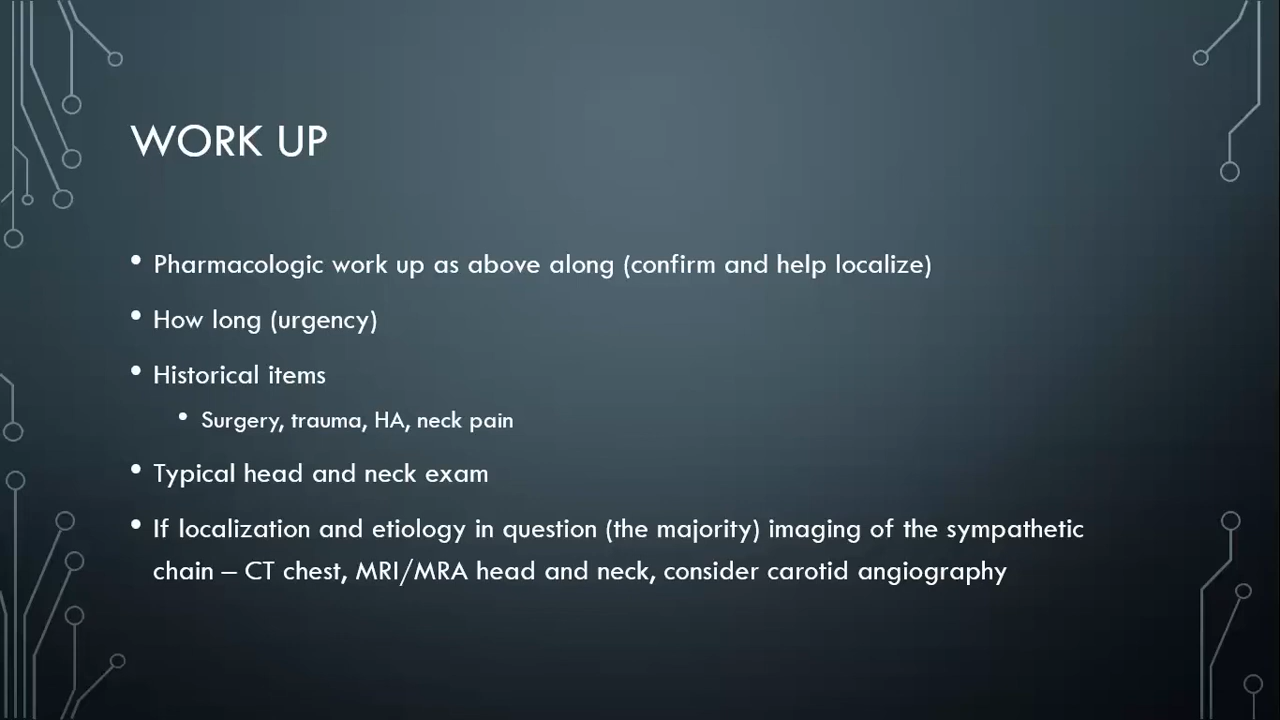 WORK UP
• Pharmacologic work up as above along (confirm and help localize)
• How long (urgency)
• Historical items
• Surgery, trauma, HA, neck pain
• Typical head and neck exam
• If localization and etiology in question (the majority) imaging of the sympathetic
chain – CT chest, MRI/MRA head and neck, consider carotid angiography